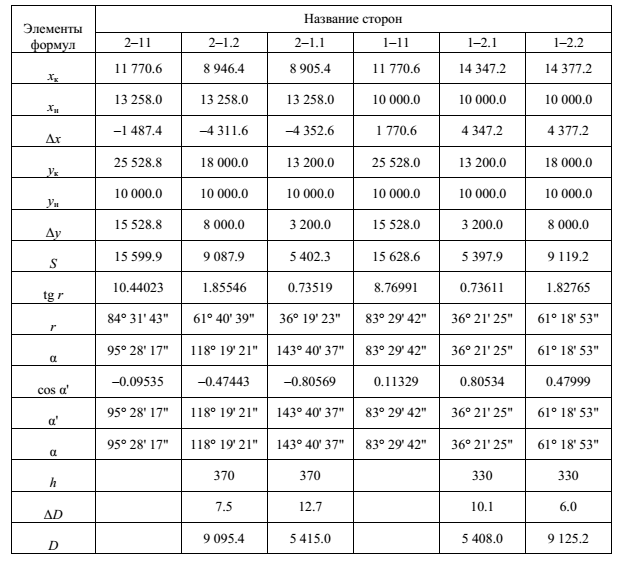 Элементы формул Название сторон
2–11 2–1.2 2–1.1 1–11 1–2.1 1–2.2
xк 11 770.6 8 946.4 8 905.4 11 770.6 14 347.2 14 377.2
xн 13 258.0 13 258.0 13 258.0 10 000.0 10 000.0 10 000.0
Δx –1 487.4 –4 311.6 –4 352.6 1 770.6 4 347.2 4 377.2
yк 25 528.8 18 000.0 13 200.0 25 528.0 13 200.0 18 000.0
yн 10 000.0 10 000.0 10 000.0 10 000.0 10 000.0 10 000.0
Δy 15 528.8 8 000.0 3 200.0 15 528.0 3 200.0 8 000.0
S 15 599.9 9 087.9 5 402.3 15 628.6 5 397.9 9 119.2
tg r 10.44023 1.85546 0.73519 8.76991 0.73611 1.82765
r 84° 31' 43" 61° 40' 39" 36° 19' 23" 83° 29' 42" 36° 21' 25" 61° 18' 53"
α 95° 28' 17" 118° 19' 21" 143° 40' 37" 83° 29' 42" 36° 21' 25" 61° 18' 53"
cos α' –0.09535 –0.47443 –0.80569 0.11329 0.80534 0.47999
α' 95° 28' 17" 118° 19' 21" 143° 40' 37" 83° 29' 42" 36° 21' 25" 61° 18' 53"
α 95° 28' 17" 118° 19' 21" 143° 40' 37" 83° 29' 42" 36° 21' 25" 61° 18' 53"
h 370 370 330 330
ΔD 7.5 12.7 10.1 6.0
D 9 095.4 5 415.0 5 408.0 9 125.2